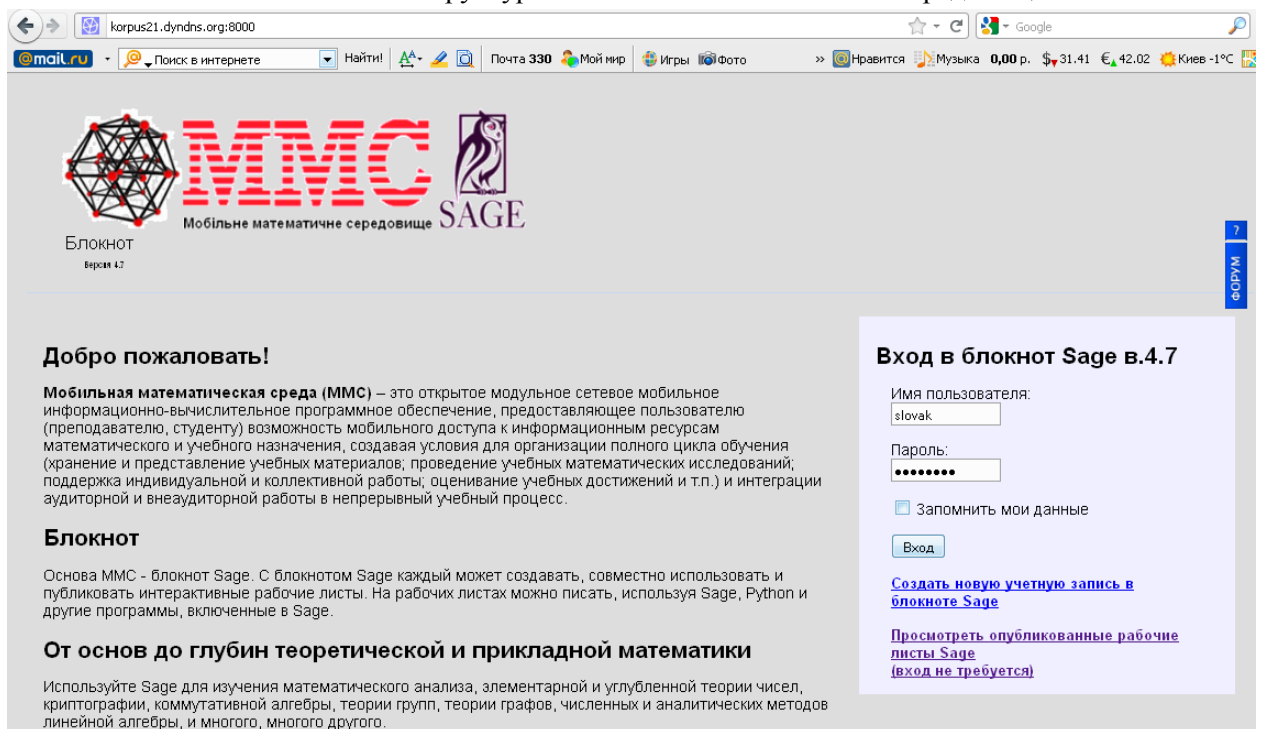 korpus21.dyndns.org:8000
Google
@mail.ru
Поиск в интернете
Найти!
Почта 330
Мой мир
Игры
Фото
»
Нравится
Музыка
0,00 р.
$ 31.41
€ 42.02
Киев -1°C
ММС
SAGE
Мобільне математичне середовище
Блокнот
Версия 4.7
?
ФОРУМ
Добро пожаловать!
Мобильная математическая среда (ММС) – это открытое модульное сетевое мобильное
информационно-вычислительное программное обеспечение, предоставляющее пользователю
(преподавателю, студенту) возможность мобильного доступа к информационным ресурсам
математического и учебного назначения, создавая условия для организации полного цикла обучения
(хранение и представление учебных материалов; проведение учебных математических исследований;
поддержка индивидуальной и коллективной работы; оценивание учебных достижений и т.п.) и интеграции
аудиторной и внеаудиторной работы в непрерывный учебный процесс.
Блокнот
Основа ММС - блокнот Sage. С блокнотом Sage каждый может создавать, совместно использовать и
публиковать интерактивные рабочие листы. На рабочих листах можно писать, используя Sage, Python и
другие программы, включенные в Sage.
От основ до глубин теоретической и прикладной математики
Используйте Sage для изучения математического анализа, элементарной и углубленной теории чисел,
криптографии, коммутативной алгебры, теории групп, теории графов, численных и аналитических методов
линейной алгебры, и многого, многого другого.
Вход в блокнот Sage в.4.7
Имя пользователя:
slovak
Пароль:
••••••••
Запомнить мои данные
Вход
Создать новую учетную запись в
блокноте Sage
Просмотреть опубликованные рабочие
листы Sage
(вход не требуется)